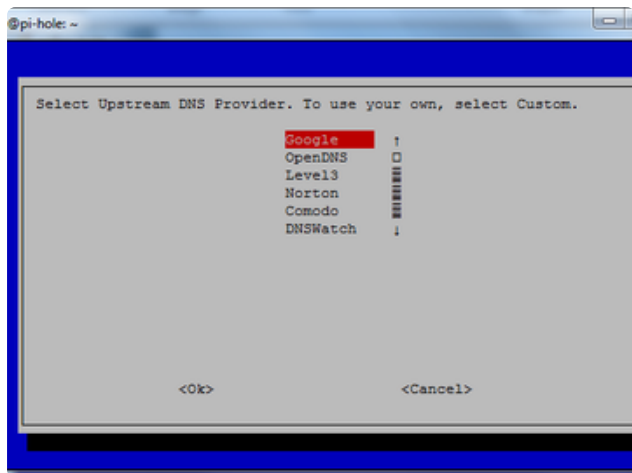 @pi-hole: ~
Select Upstream DNS Provider. To use your own, select Custom.
Google
OpenDNS
Level3
Norton
Comodo
DNSWatch
<Ok> <Cancel>